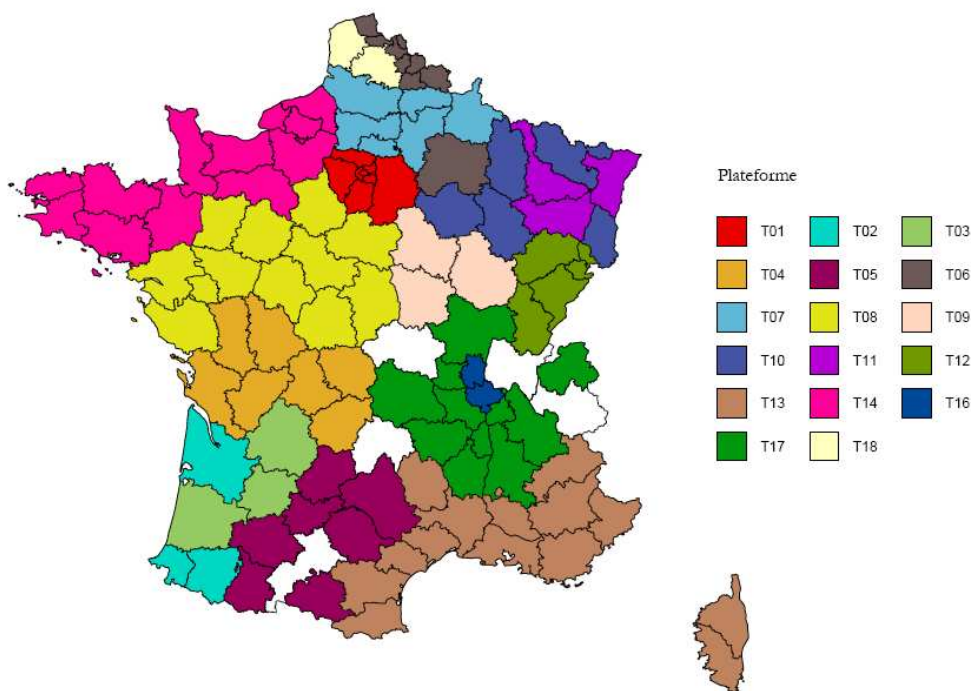 Plateforme
T01 T02 T03
T04 T05 T06
T07 T08 T09
T10 T11 T12
T13 T14 T16
T17 T18